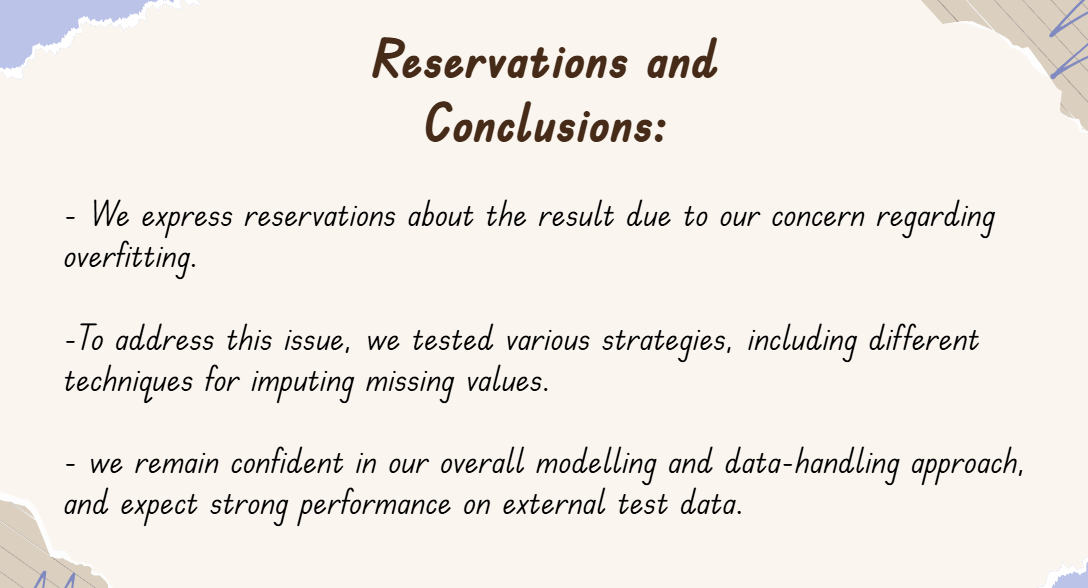 Reservations and
Conclusions:
- We express reservations about the result due to our concern regarding
overfitting.
-To address this issue, we tested various strategies, including different
techniques for imputing missing values.
- we remain confident in our overall modelling and data-handling approach,
and expect strong performance on external test data.